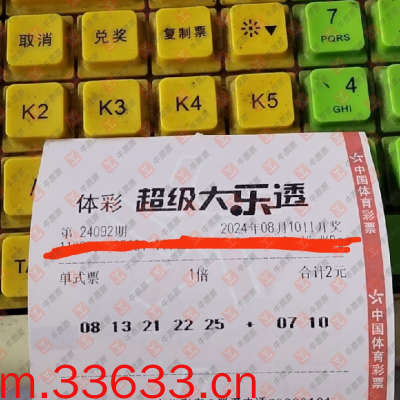 取消
兑奖
复制票
7
PQRS
K2
K3
K4
K5
4
GHI
体彩 超级大乐透
第 24092期 2024年08月10日开奖
单式票 1倍 合计2元
08 13 21 22 25 + 07 10
中国体育彩票
中国体育彩票
m.33633.cn